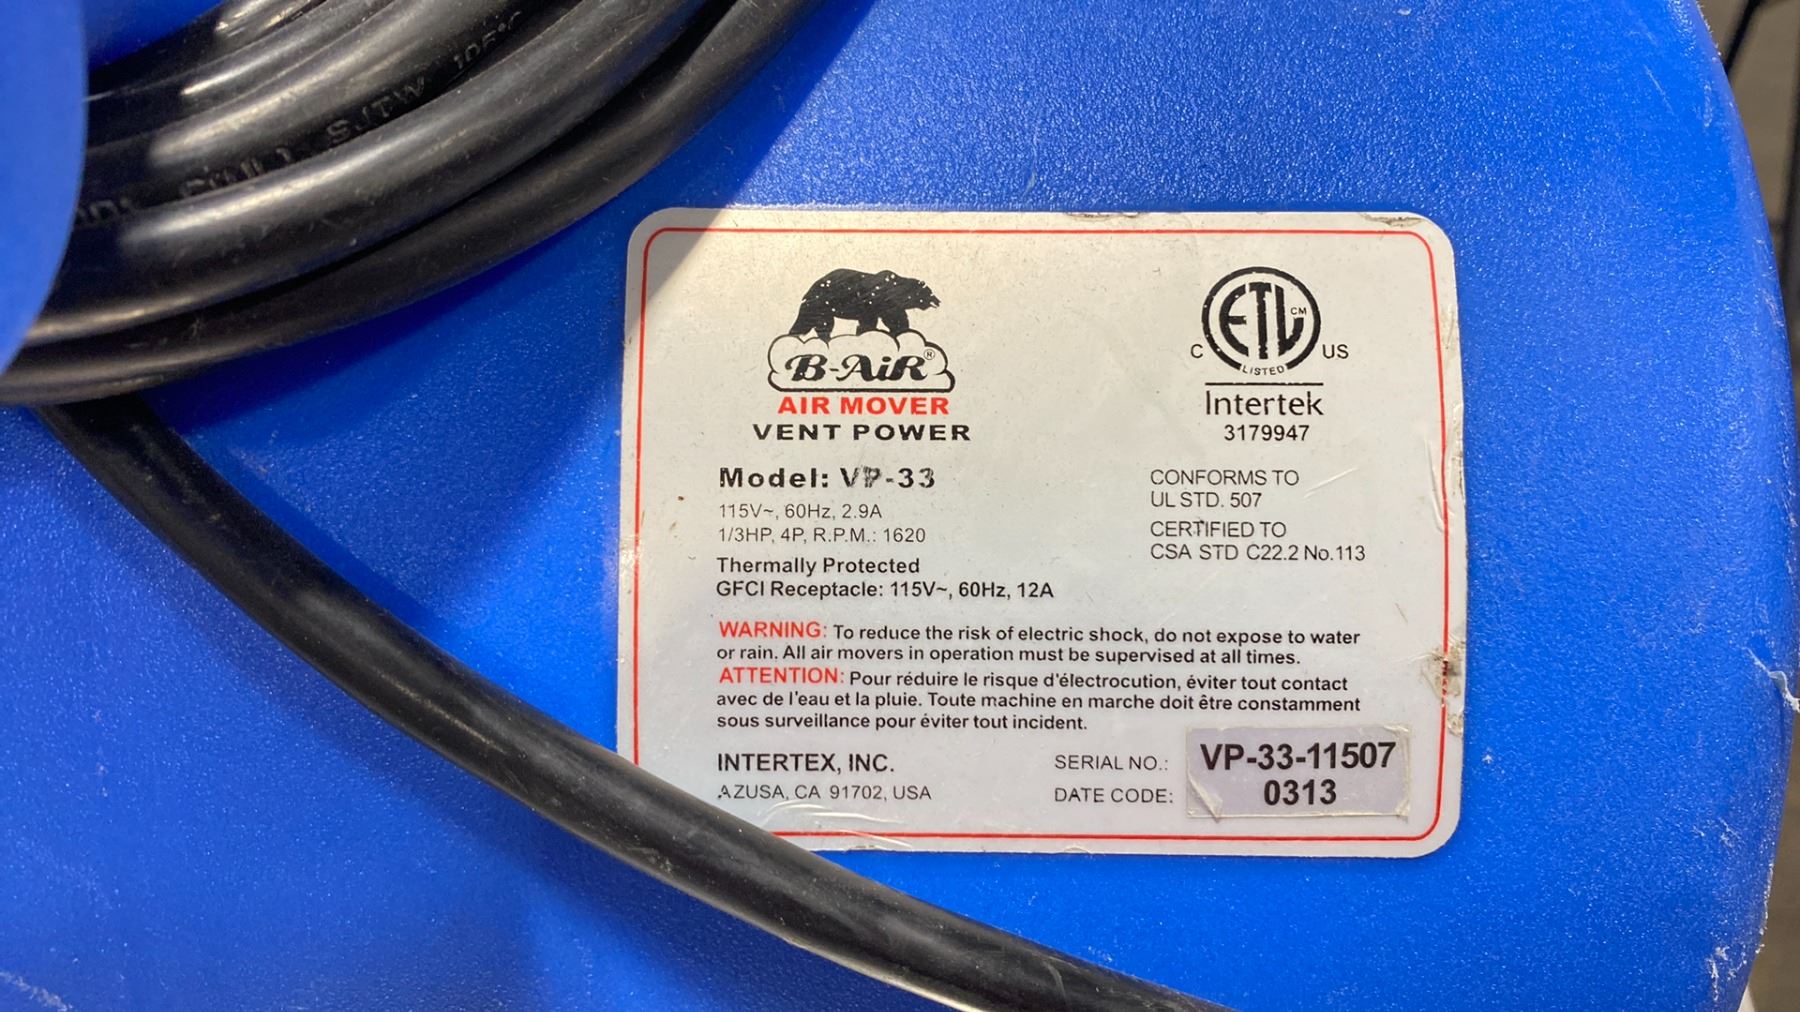 SJTW 105°
B-AiR®
AIR MOVER
VENT POWER
Model: VP-33
115V~, 60Hz, 2.9A
1/3HP, 4P, R.P.M.: 1620
Thermally Protected
GFCI Receptacle: 115V~, 60Hz, 12A
ETL CM
C US
LISTED
Intertek
3179947
CONFORMS TO
UL STD. 507
CERTIFIED TO
CSA STD C22.2 No.113
WARNING: To reduce the risk of electric shock, do not expose to water
or rain. All air movers in operation must be supervised at all times.
ATTENTION: Pour réduire le risque d'électrocution, éviter tout contact
avec de l'eau et la pluie. Toute machine en marche doit être constamment
sous surveillance pour éviter tout incident.
INTERTEX, INC.
AZUSA, CA 91702, USA
SERIAL NO.: VP-33-11507
DATE CODE: 0313